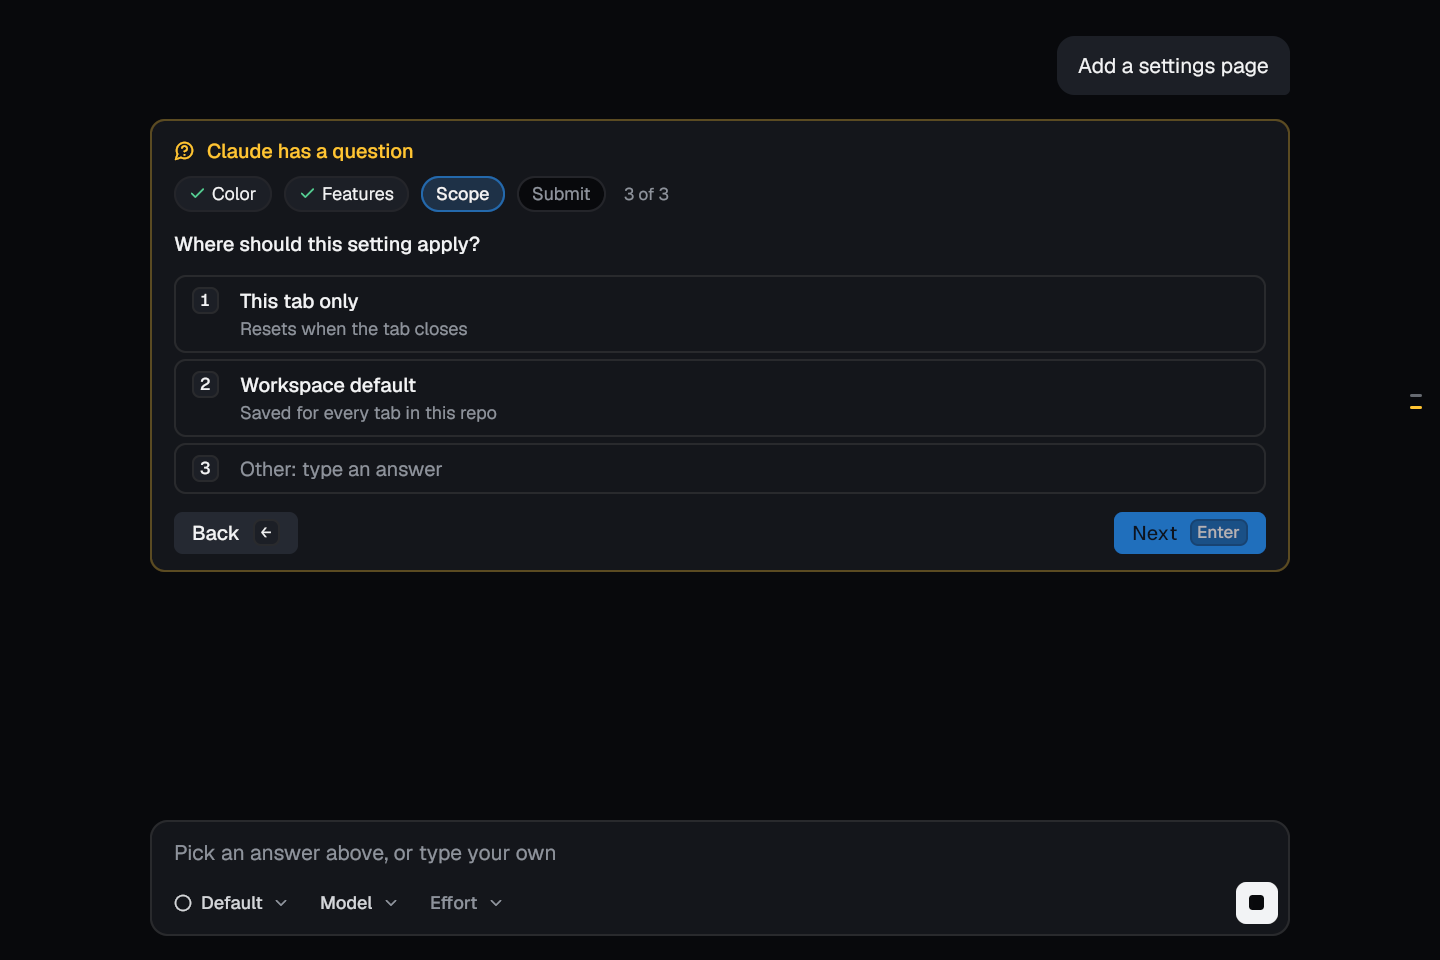 Add a settings page
Claude has a question
Color Features Scope Submit 3 of 3
Where should this setting apply?
1 This tab only
Resets when the tab closes
2 Workspace default
Saved for every tab in this repo
3 Other: type an answer
Back ← Next Enter
Pick an answer above, or type your own
Default Model Effort